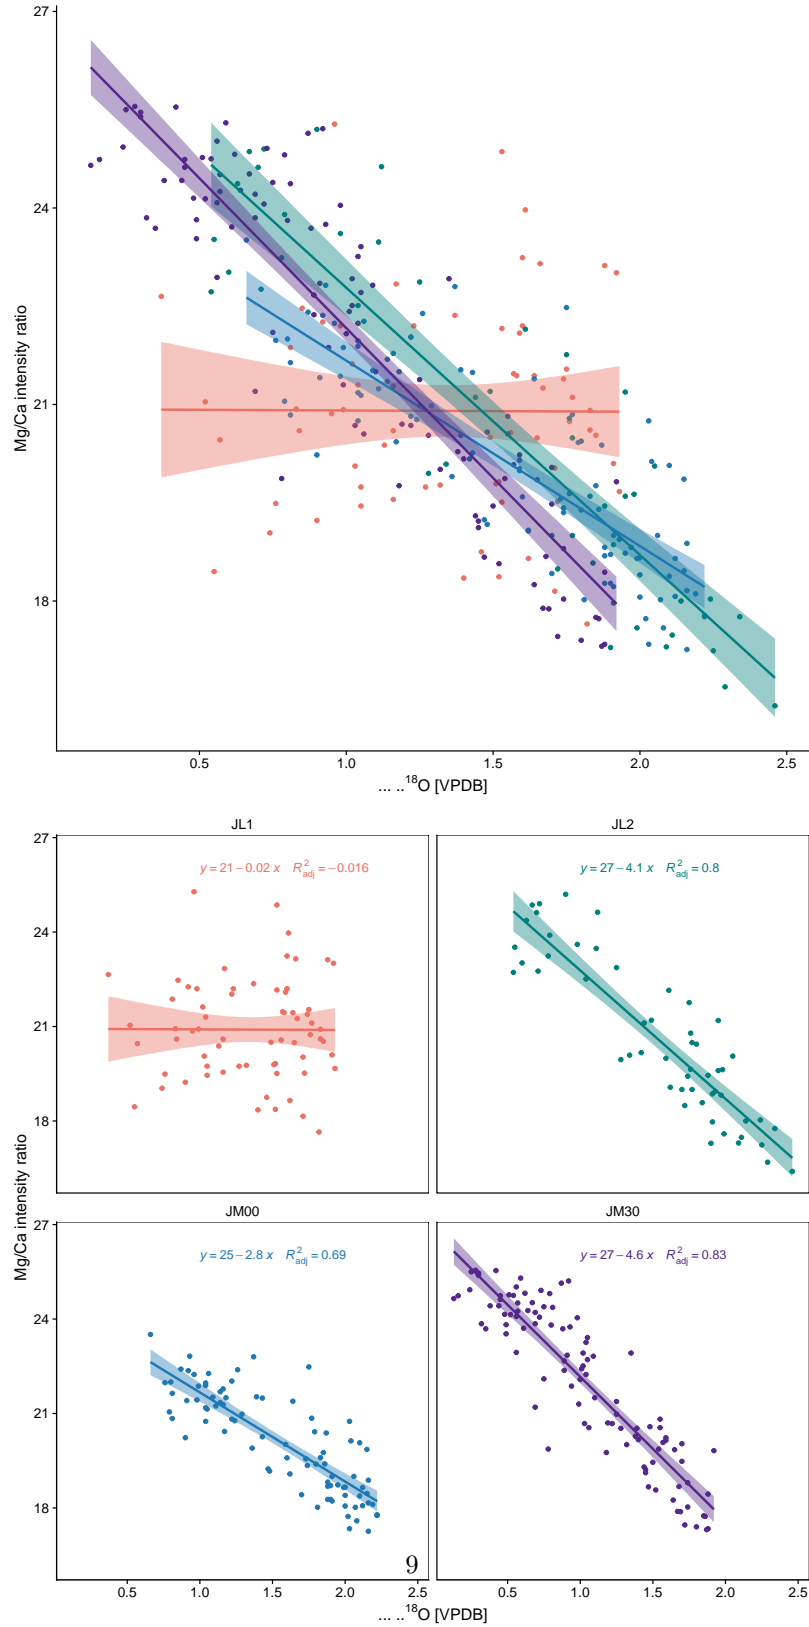 27
24
21
18
Mg/Ca intensity ratio
0.5 1.0 1.5 2.0 2.5
... ..¹⁸O [VPDB]
JL1 JL2
27
24
21
18
y = 21 − 0.02 x R²adj = −0.016
y = 27 − 4.1 x R²adj = 0.8
Mg/Ca intensity ratio
JM00 JM30
27
24
21
18
y = 25 − 2.8 x R²adj = 0.69
y = 27 − 4.6 x R²adj = 0.83
9
0.5 1.0 1.5 2.0 2.5 0.5 1.0 1.5 2.0 2.5
... ..¹⁸O [VPDB]